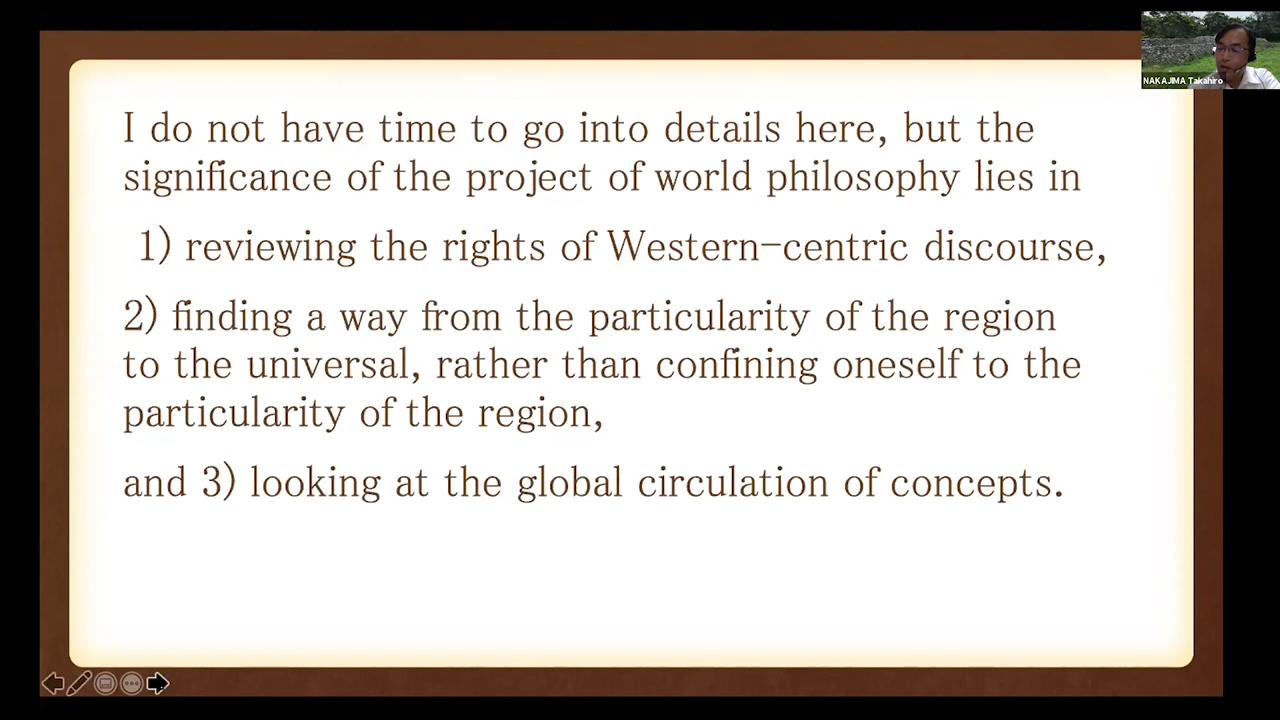 NAKAJIMA Takahiro
I do not have time to go into details here, but the
significance of the project of world philosophy lies in
1) reviewing the rights of Western-centric discourse,
2) finding a way from the particularity of the region
to the universal, rather than confining oneself to the
particularity of the region,
and 3) looking at the global circulation of concepts.